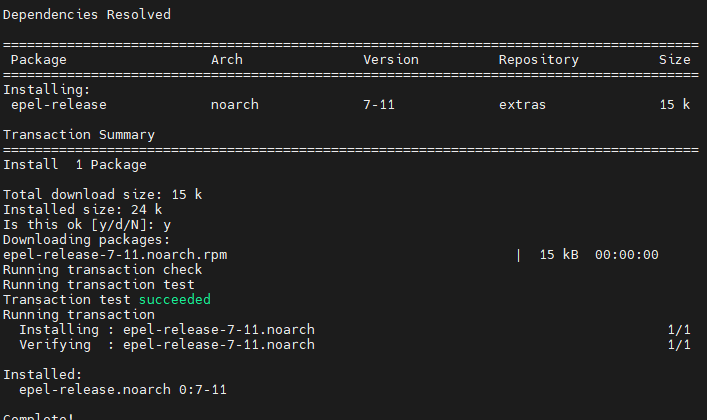 Dependencies Resolved
================================================================================
Package Arch Version Repository Size
================================================================================
Installing:
epel-release noarch 7-11 extras 15 k
Transaction Summary
================================================================================
Install 1 Package
Total download size: 15 k
Installed size: 24 k
Is this ok [y/d/N]: y
Downloading packages:
epel-release-7-11.noarch.rpm | 15 kB 00:00:00
Running transaction check
Running transaction test
Transaction test succeeded
Running transaction
Installing : epel-release-7-11.noarch 1/1
Verifying : epel-release-7-11.noarch 1/1
Installed:
epel-release.noarch 0:7-11
Complete!